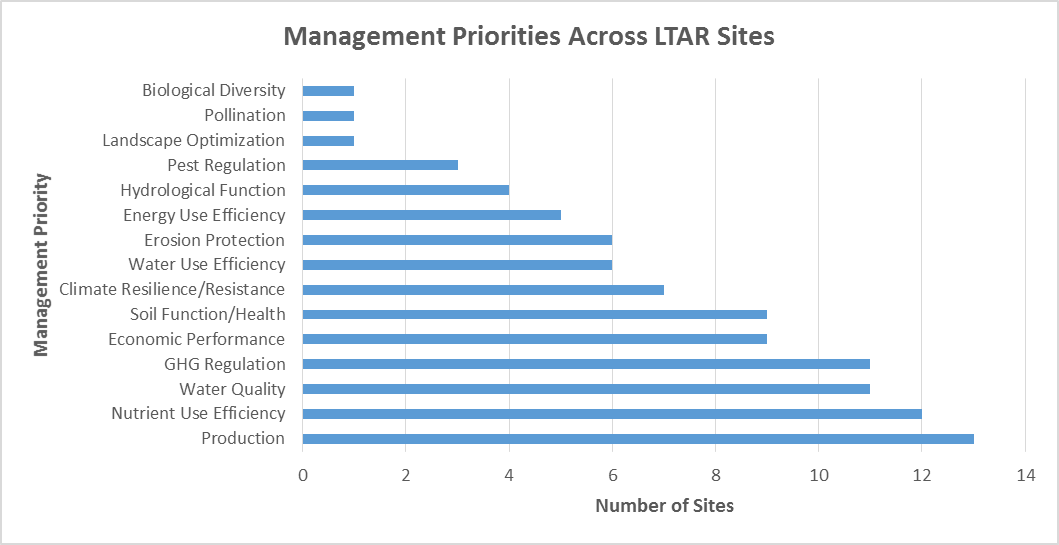 Management Priorities Across LTAR Sites
Management Priority
Biological Diversity
Pollination
Landscape Optimization
Pest Regulation
Hydrological Function
Energy Use Efficiency
Erosion Protection
Water Use Efficiency
Climate Resilience/Resistance
Soil Function/Health
Economic Performance
GHG Regulation
Water Quality
Nutrient Use Efficiency
Production
0 2 4 6 8 10 12 14
Number of Sites